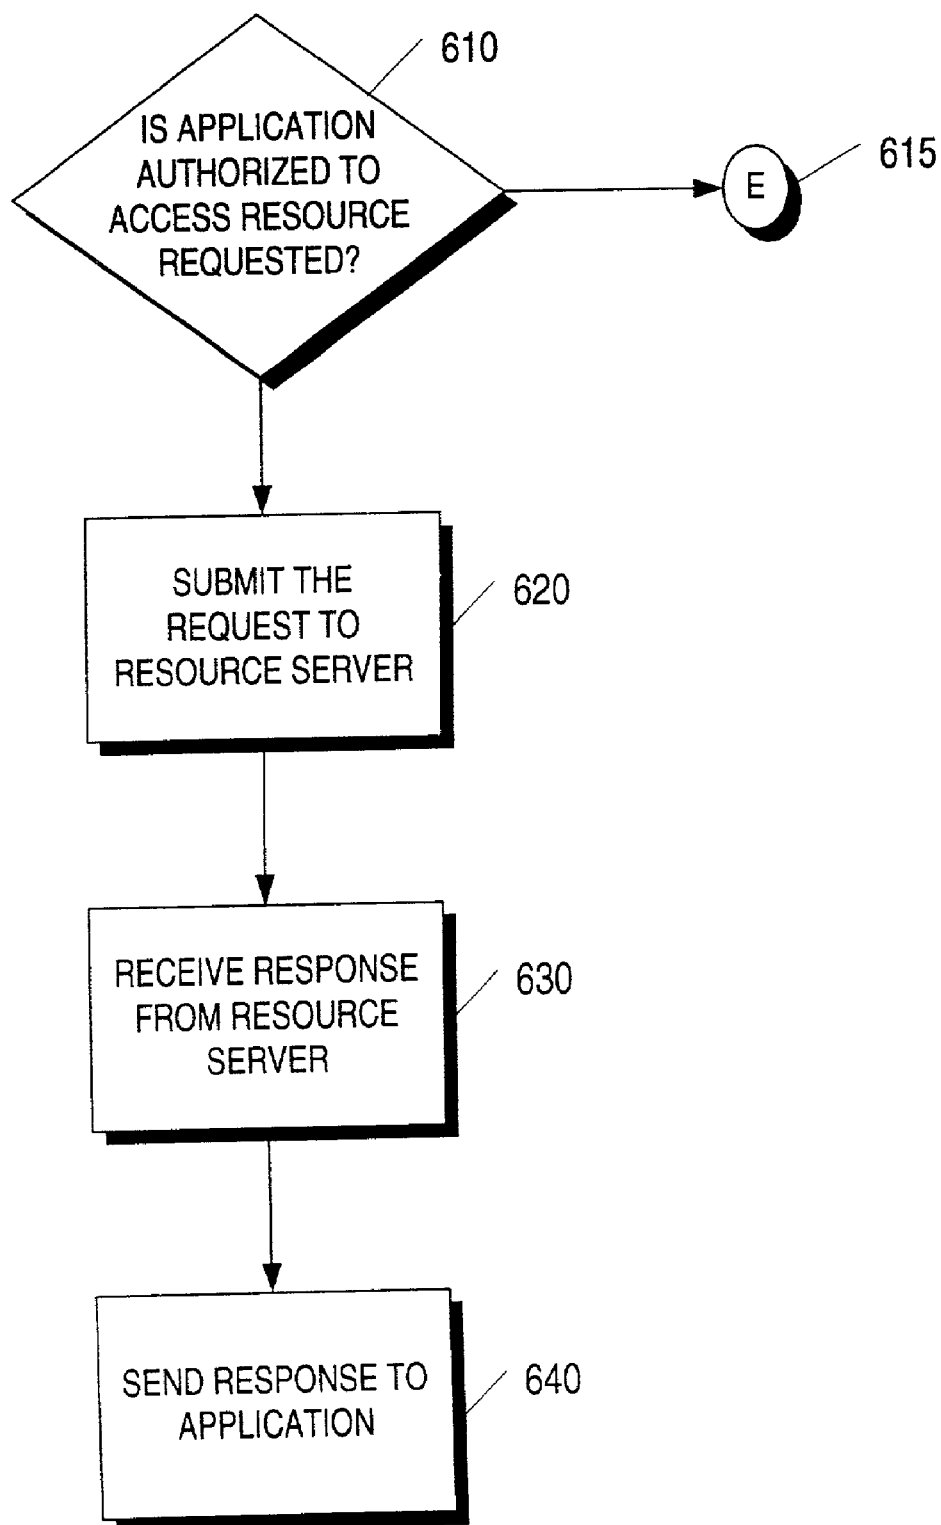 610
IS APPLICATION
AUTHORIZED TO
ACCESS RESOURCE
REQUESTED?
E
615
SUBMIT THE
REQUEST TO
RESOURCE SERVER
620
RECEIVE RESPONSE
FROM RESOURCE
SERVER
630
SEND RESPONSE TO
APPLICATION
640